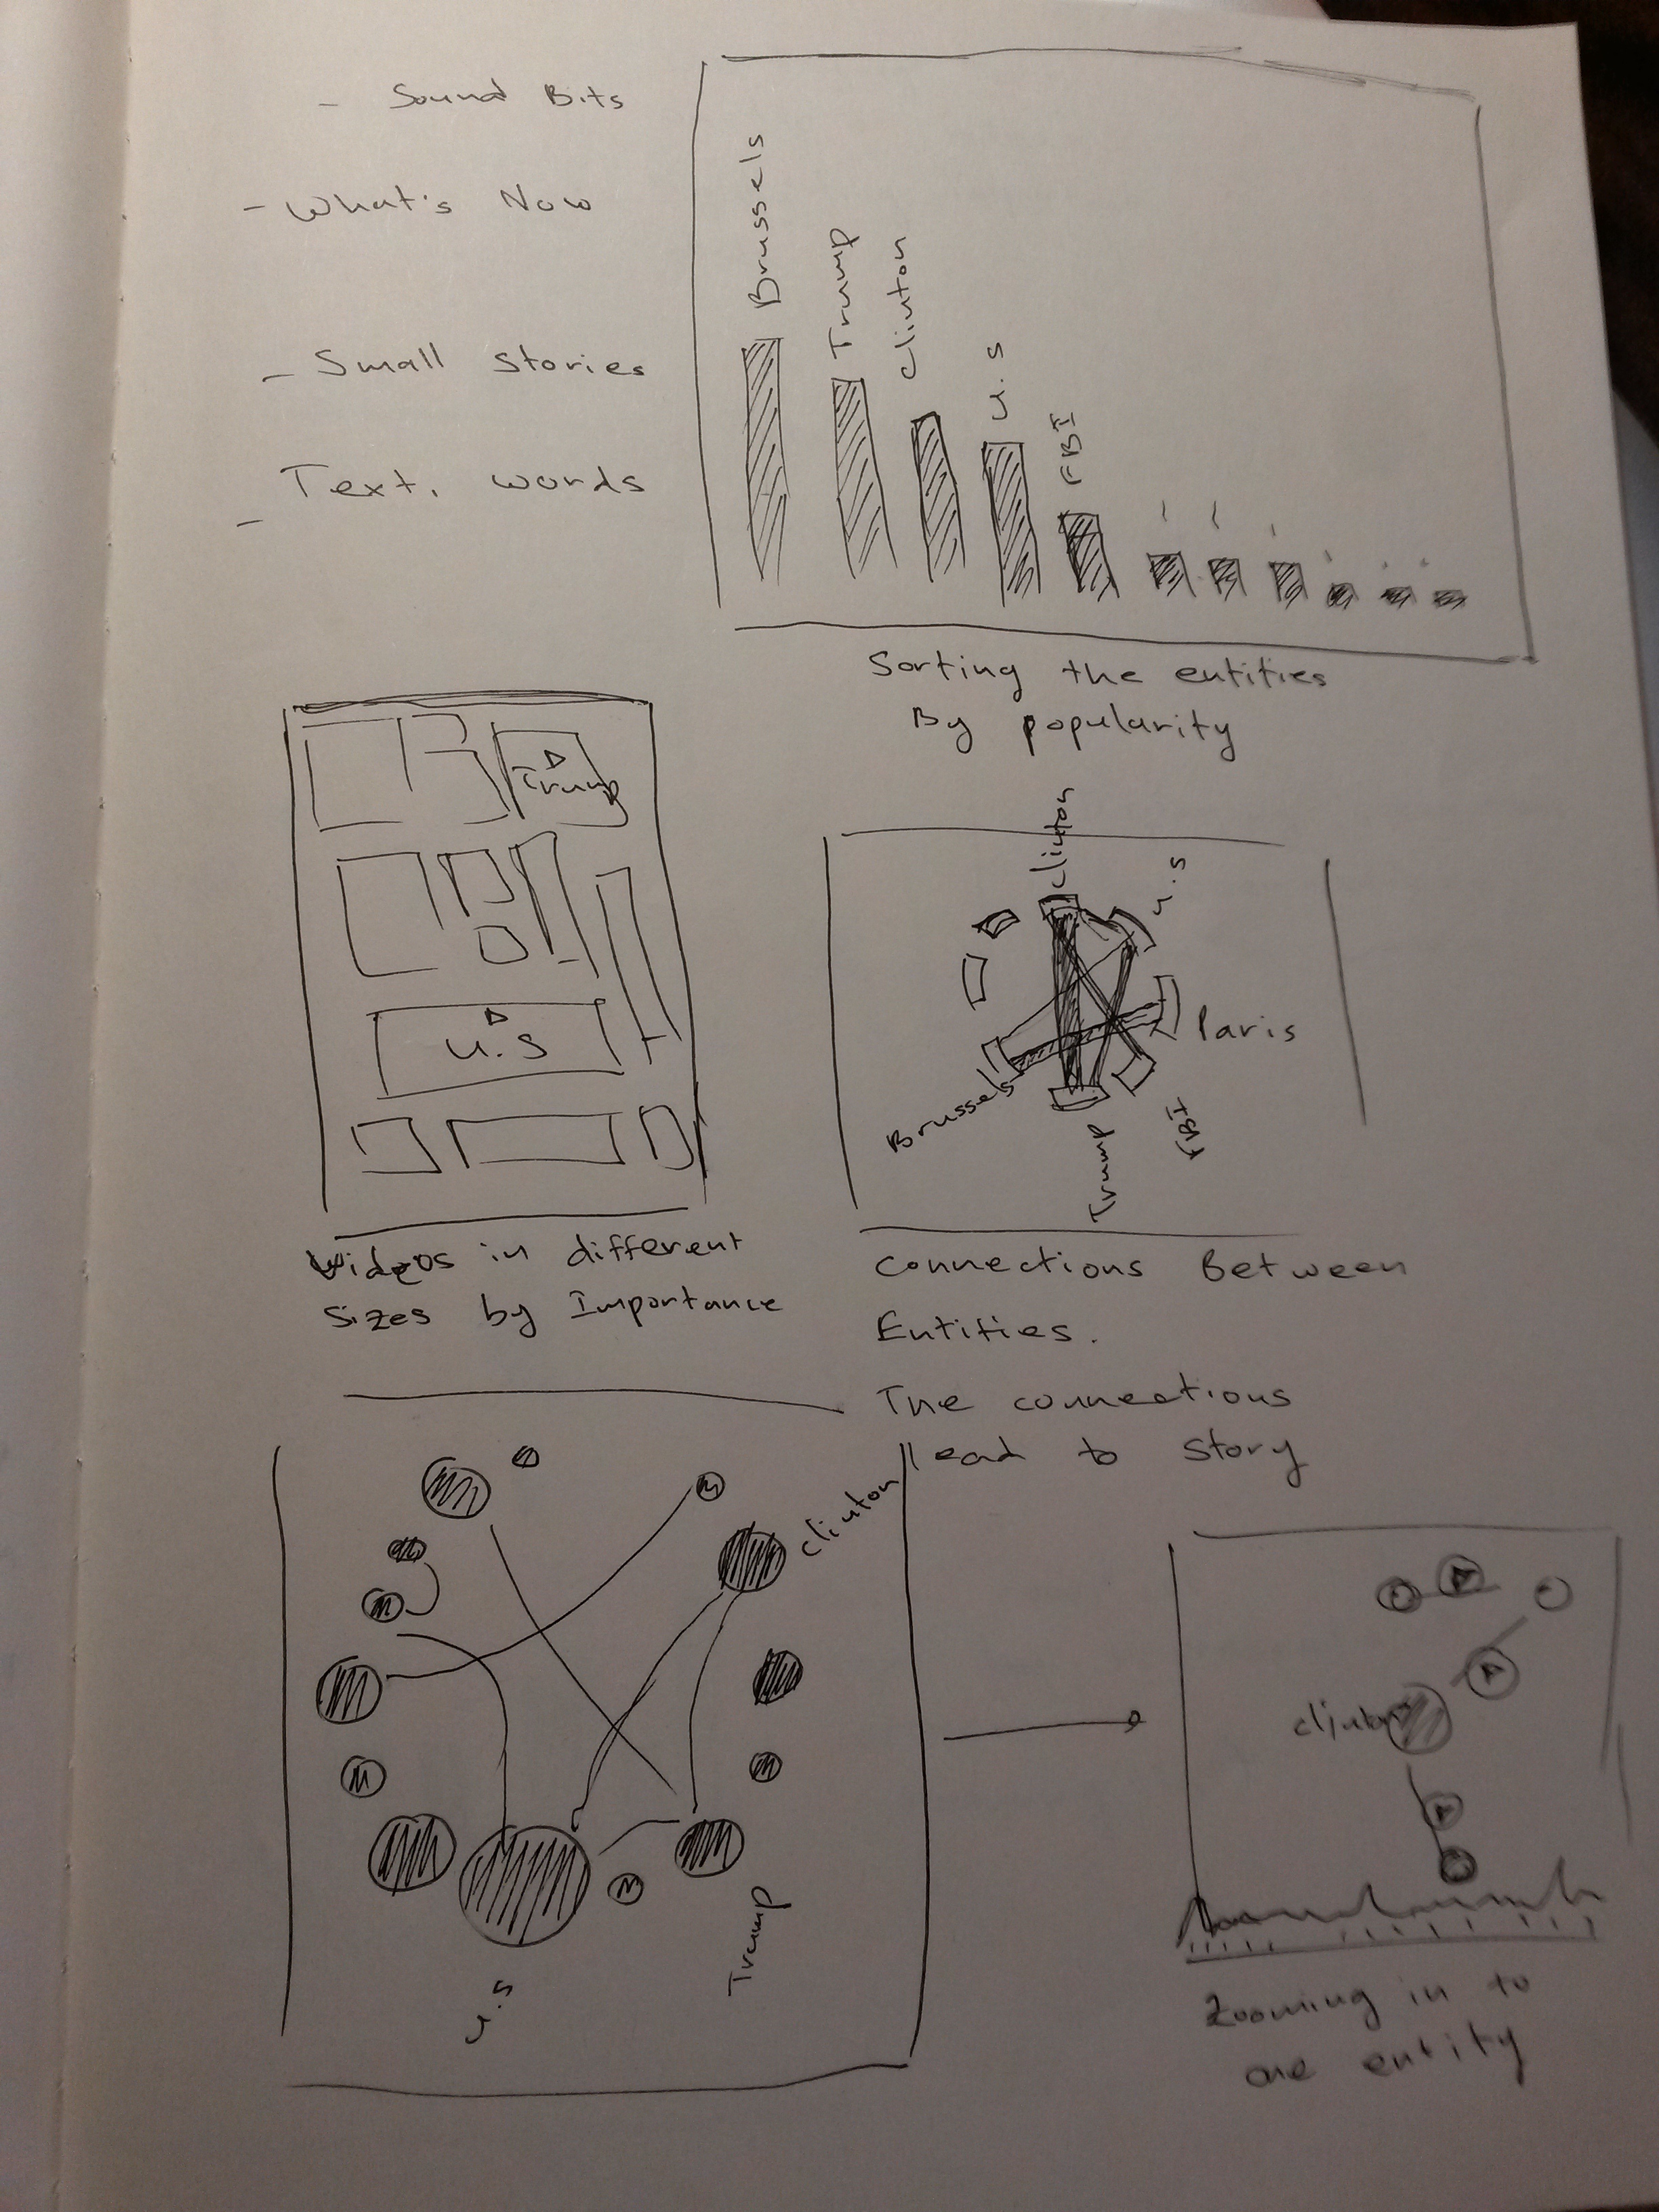 - Sound Bits
- What's Now
- Small stories
- Text, words
Brussels
Trump
Clinton
U.S
FBI
Sorting the entities
By popularity
Trump
U.S
Videos in different
Sizes by Importance
Clinton
U.S
Paris
FBI
Trump
Brussels
Connections Between
Entities.
The connections
lead to story
Clinton
Trump
U.S
Clinton
Zooming in to
one entity